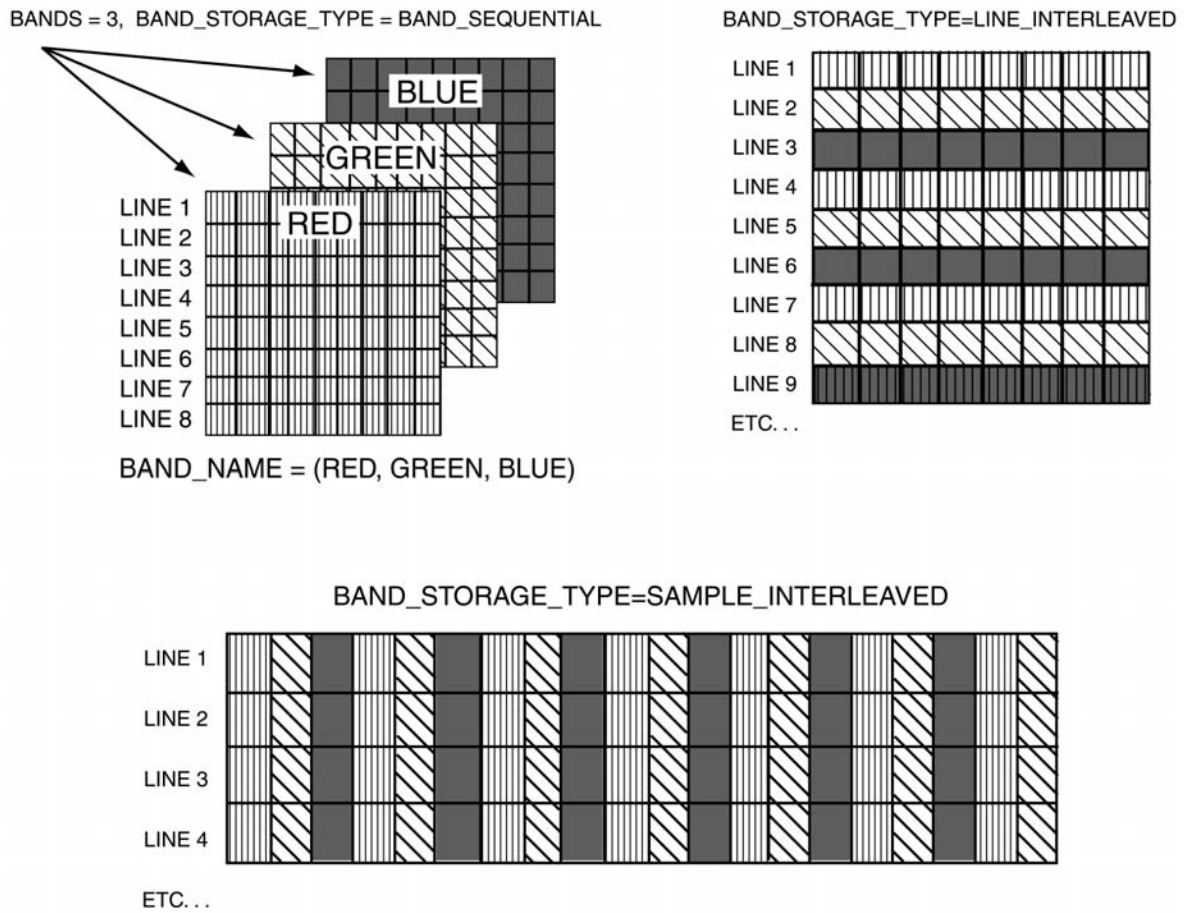 BANDS = 3, BAND_STORAGE_TYPE = BAND_SEQUENTIAL
BLUE
GREEN
RED
LINE 1
LINE 2
LINE 3
LINE 4
LINE 5
LINE 6
LINE 7
LINE 8
BAND_NAME = (RED, GREEN, BLUE)
BAND_STORAGE_TYPE=LINE_INTERLEAVED
LINE 1
LINE 2
LINE 3
LINE 4
LINE 5
LINE 6
LINE 7
LINE 8
LINE 9
ETC. . .
BAND_STORAGE_TYPE=SAMPLE_INTERLEAVED
LINE 1
LINE 2
LINE 3
LINE 4
ETC. . .